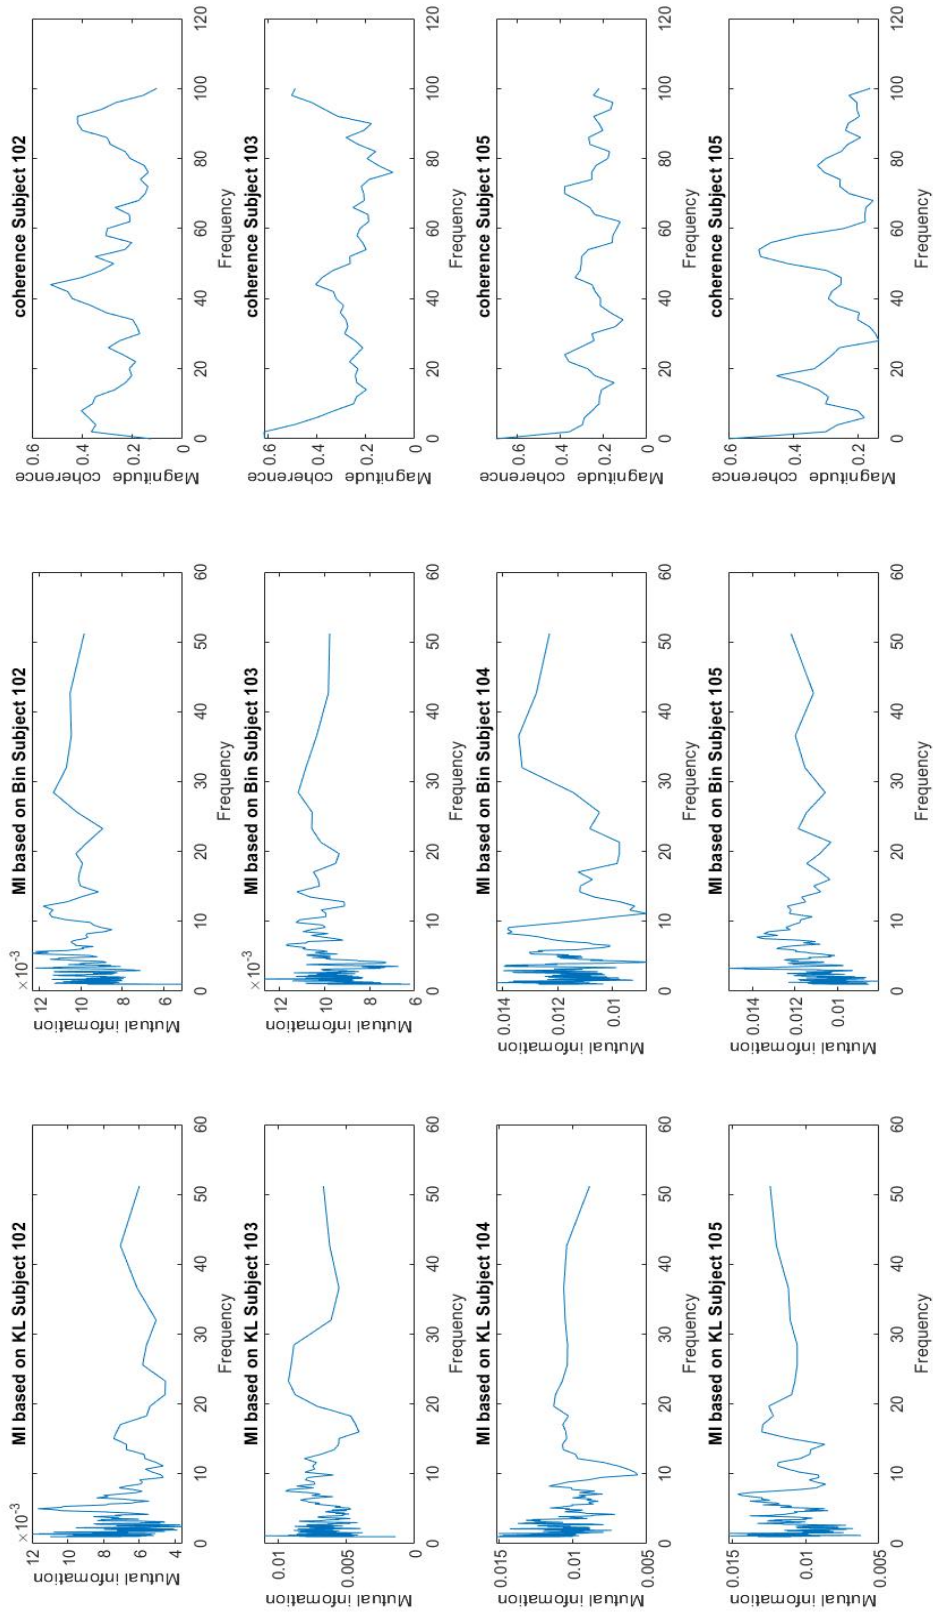 MI based on KL Subject 102
×10⁻³
12
10
8
6
4
0 10 20 30 40 50 60
Mutual infomation
Frequency
MI based on Bin Subject 102
×10⁻³
12
10
8
6
0 10 20 30 40 50 60
Mutual infomation
Frequency
coherence Subject 102
0.6
0.4
0.2
0
0 20 40 60 80 100 120
Magnitude coherence
Frequency
MI based on KL Subject 103
0.01
0.005
0
0 10 20 30 40 50 60
Mutual infomation
Frequency
MI based on Bin Subject 103
×10⁻³
12
10
8
6
0 10 20 30 40 50 60
Mutual infomation
Frequency
coherence Subject 103
0.6
0.4
0.2
0
0 20 40 60 80 100 120
Magnitude coherence
Frequency
MI based on KL Subject 104
0.015
0.01
0.005
0 10 20 30 40 50 60
Mutual infomation
Frequency
MI based on Bin Subject 104
0.014
0.012
0.01
0 10 20 30 40 50 60
Mutual infomation
Frequency
coherence Subject 105
0.6
0.4
0.2
0
0 20 40 60 80 100 120
Magnitude coherence
Frequency
MI based on KL Subject 105
0.015
0.01
0.005
0 10 20 30 40 50 60
Mutual infomation
Frequency
MI based on Bin Subject 105
0.014
0.012
0.01
0 10 20 30 40 50 60
Mutual infomation
Frequency
coherence Subject 105
0.6
0.4
0.2
0 20 40 60 80 100 120
Magnitude coherence
Frequency